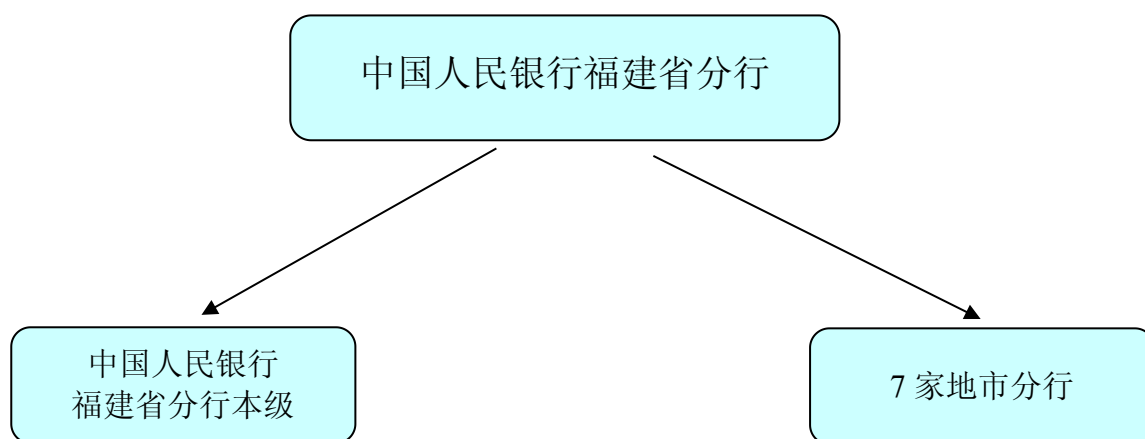 中国人民银行福建省分行
中国人民银行
福建省分行本级
7 家地市分行